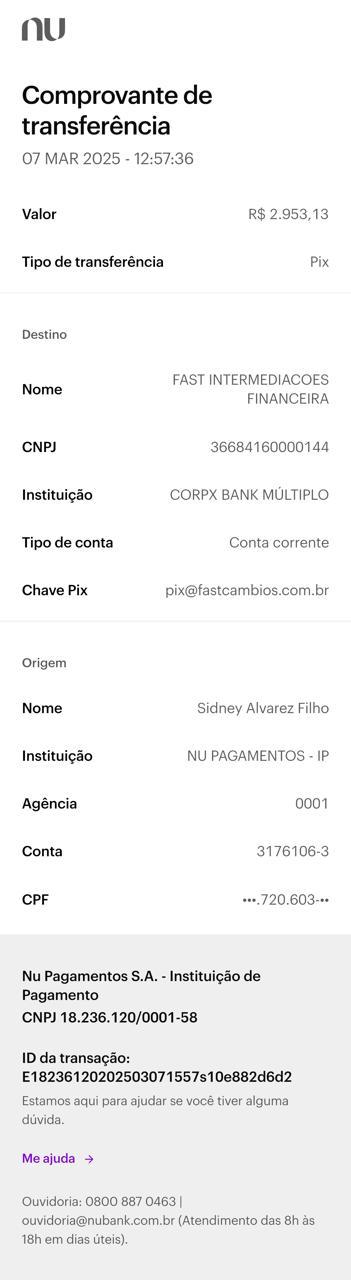 nu
Comprovante de
transferência
07 MAR 2025 - 12:57:36
Valor R$ 2.953,13
Tipo de transferência Pix
Destino
Nome FAST INTERMEDIACOES
FINANCEIRA
CNPJ 36684160000144
Instituição CORPX BANK MÚLTIPLO
Tipo de conta Conta corrente
Chave Pix pix@fastcambios.com.br
Origem
Nome Sidney Alvarez Filho
Instituição NU PAGAMENTOS - IP
Agência 0001
Conta 3176106-3
CPF •••.720.603-••
Nu Pagamentos S.A. - Instituição de
Pagamento
CNPJ 18.236.120/0001-58
ID da transação:
E18236120202503071557s10e882d6d2
Estamos aqui para ajudar se você tiver alguma
dúvida.
Me ajuda →
Ouvidoria: 0800 887 0463 |
ouvidoria@nubank.com.br (Atendimento das 8h às
18h em dias úteis).